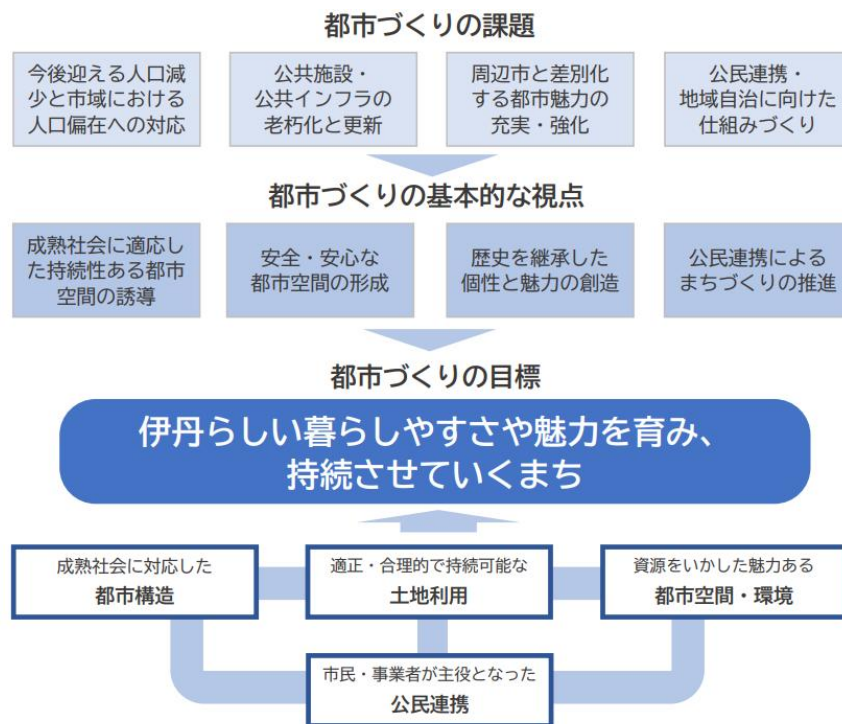 都市づくりの課題
今後迎える人口減
少と市域における
人口偏在への対応
公共施設・
公共インフラの
老朽化と更新
周辺市と差別化
する都市魅力の
充実・強化
公民連携・
地域自治に向けた
仕組みづくり
都市づくりの基本的な視点
成熟社会に適応し
た持続性ある都市
空間の誘導
安全・安心な
都市空間の形成
歴史を継承した
個性と魅力の創造
公民連携による
まちづくりの推進
都市づくりの目標
伊丹らしい暮らしやすさや魅力を育み、
持続させていくまち
成熟社会に対応した
都市構造
適正・合理的で持続可能な
土地利用
資源をいかした魅力ある
都市空間・環境
市民・事業者が主役となった
公民連携